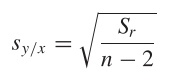 s_{y/x} = \sqrt{\frac{S_r}{n - 2}}